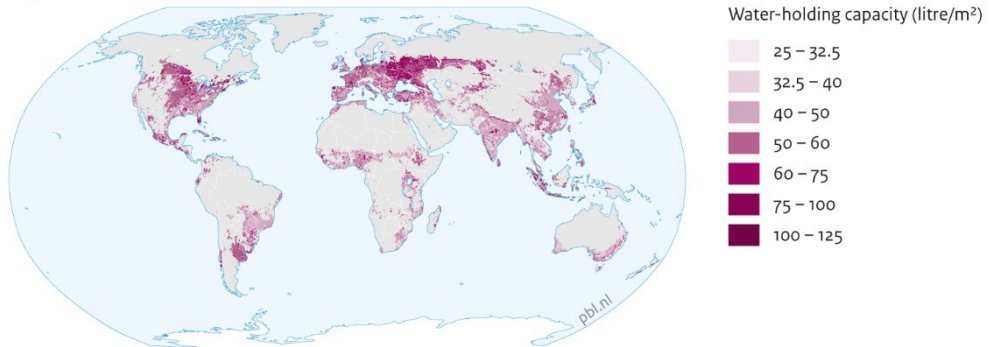 Water-holding capacity (litre/m²)
25 – 32.5
32.5 – 40
40 – 50
50 – 60
60 – 75
75 – 100
100 – 125
pbl.nl